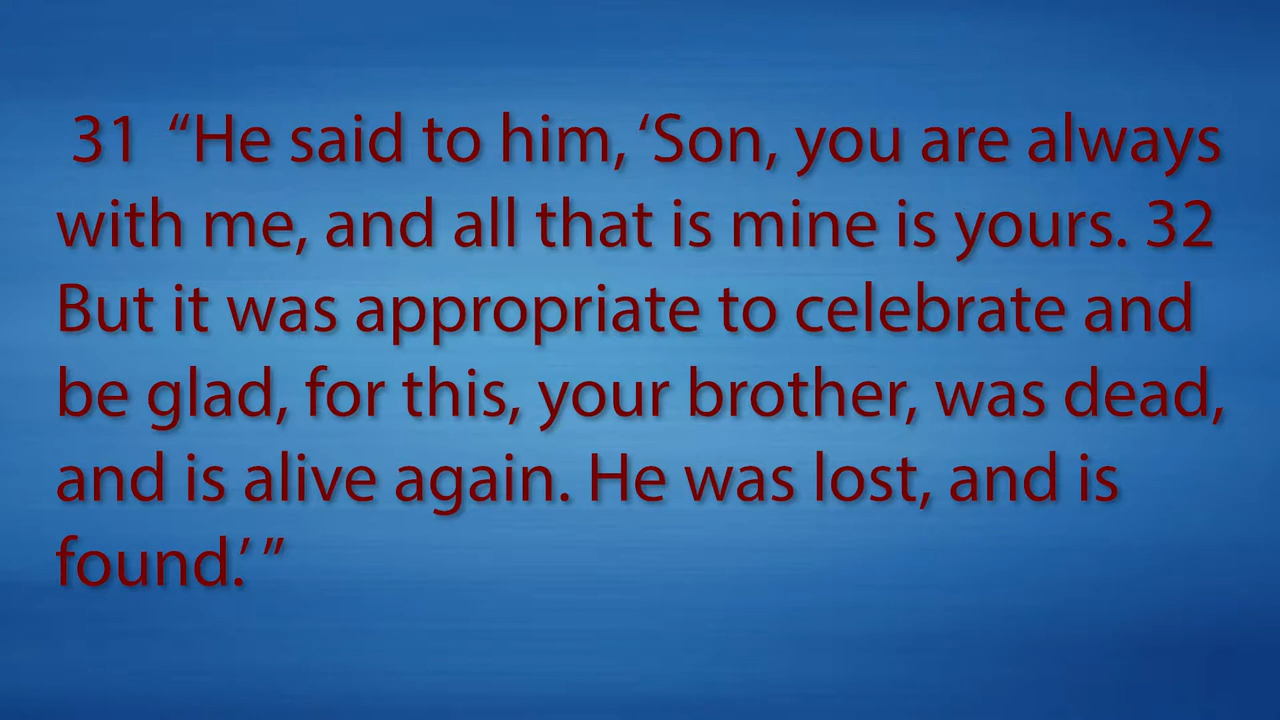 31 “He said to him, ‘Son, you are always
with me, and all that is mine is yours. 32
But it was appropriate to celebrate and
be glad, for this, your brother, was dead,
and is alive again. He was lost, and is
found.’ ”